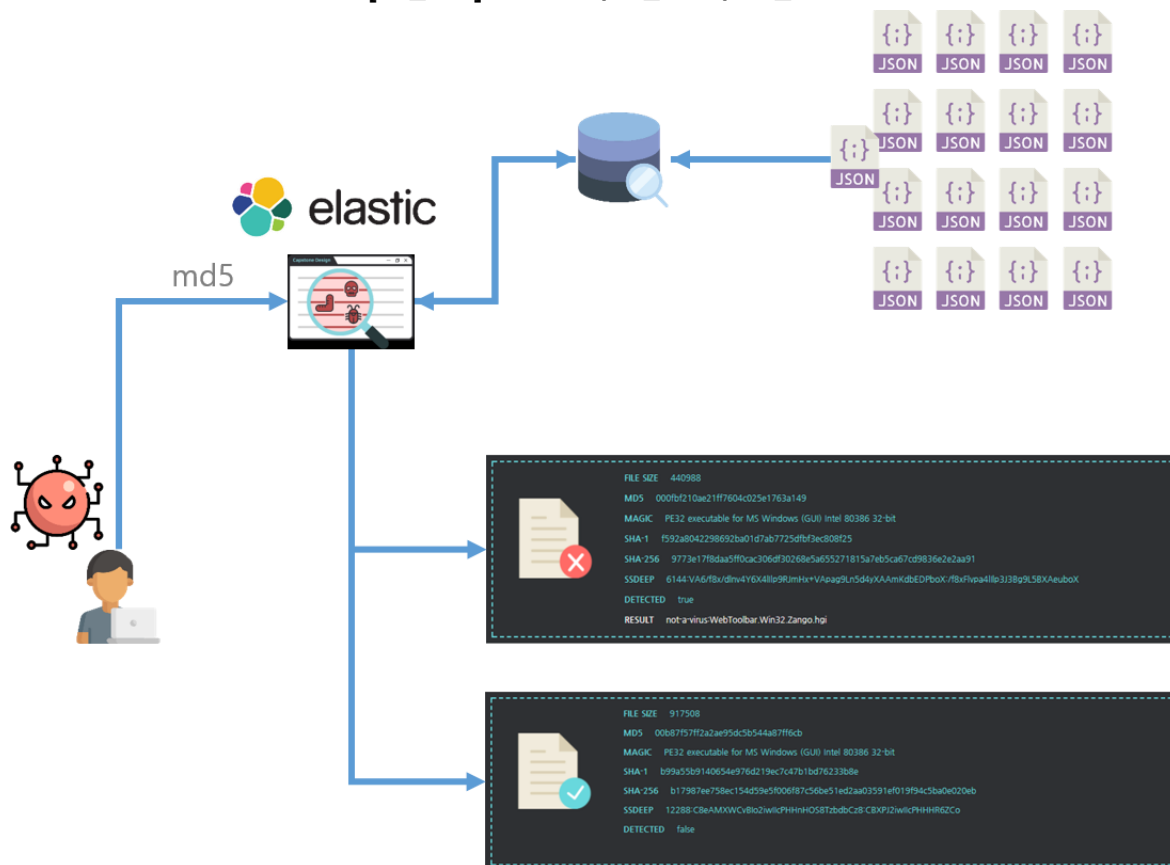 {;} {;} {;} {;}
JSON JSON JSON JSON
{;} {;} {;} {;}
JSON JSON JSON JSON
{;}
JSON
{;} {;} {;} {;}
JSON JSON JSON JSON
{;} {;} {;} {;}
JSON JSON JSON JSON
elastic
Capstone Design
md5
FILE SIZE 440988
MD5 000fbf210ae21ff7604c025e1763a149
MAGIC PE32 executable for MS Windows (GUI) Intel 80386 32-bit
SHA-1 f592a8042298692ba01d7ab7725dfbf3ec808f25
SHA-256 9773e17f8daa5ff0cac306df30268e5a655271815a7eb5ca67cd9836e2e2aa91
SSDEEP
DETECTED true
RESULT not-a-virus:WebToolbar.Win32.Zango.hgi
FILE SIZE 917508
MD5 00b87f57ff2a2ae95dc5b544a87ff6cb
MAGIC PE32 executable for MS Windows (GUI) Intel 80386 32-bit
SHA-1 b99a55b9140654e976d219ec7c47b1bd76233b8e
SHA-256 b17987ee758ec154d59e5f006f87c56be51ed2aa03591ef019f94c5ba0e020eb
SSDEEP
DETECTED false